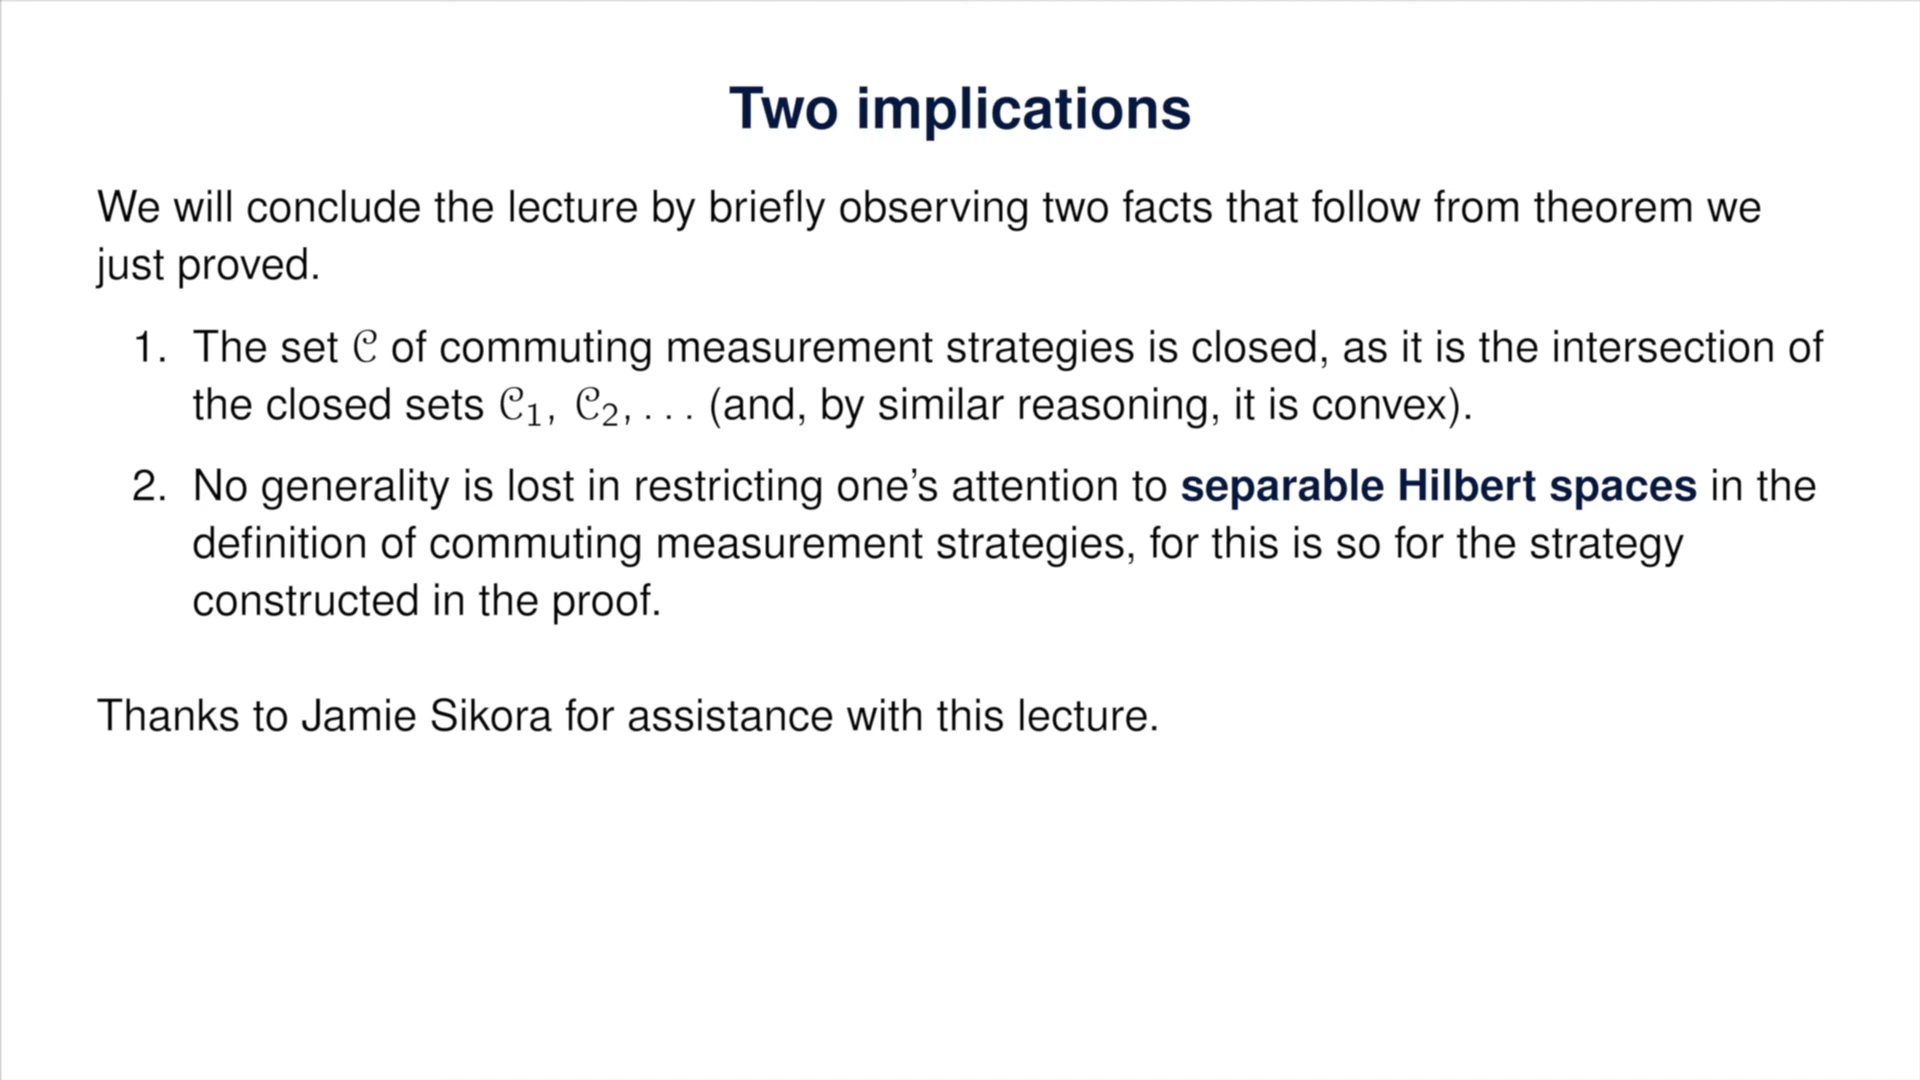 Two implications
We will conclude the lecture by briefly observing two facts that follow from theorem we
just proved.
1. The set 𝒞 of commuting measurement strategies is closed, as it is the intersection of
the closed sets 𝒞₁, 𝒞₂, . . . (and, by similar reasoning, it is convex).
2. No generality is lost in restricting one’s attention to separable Hilbert spaces in the
definition of commuting measurement strategies, for this is so for the strategy
constructed in the proof.
Thanks to Jamie Sikora for assistance with this lecture.